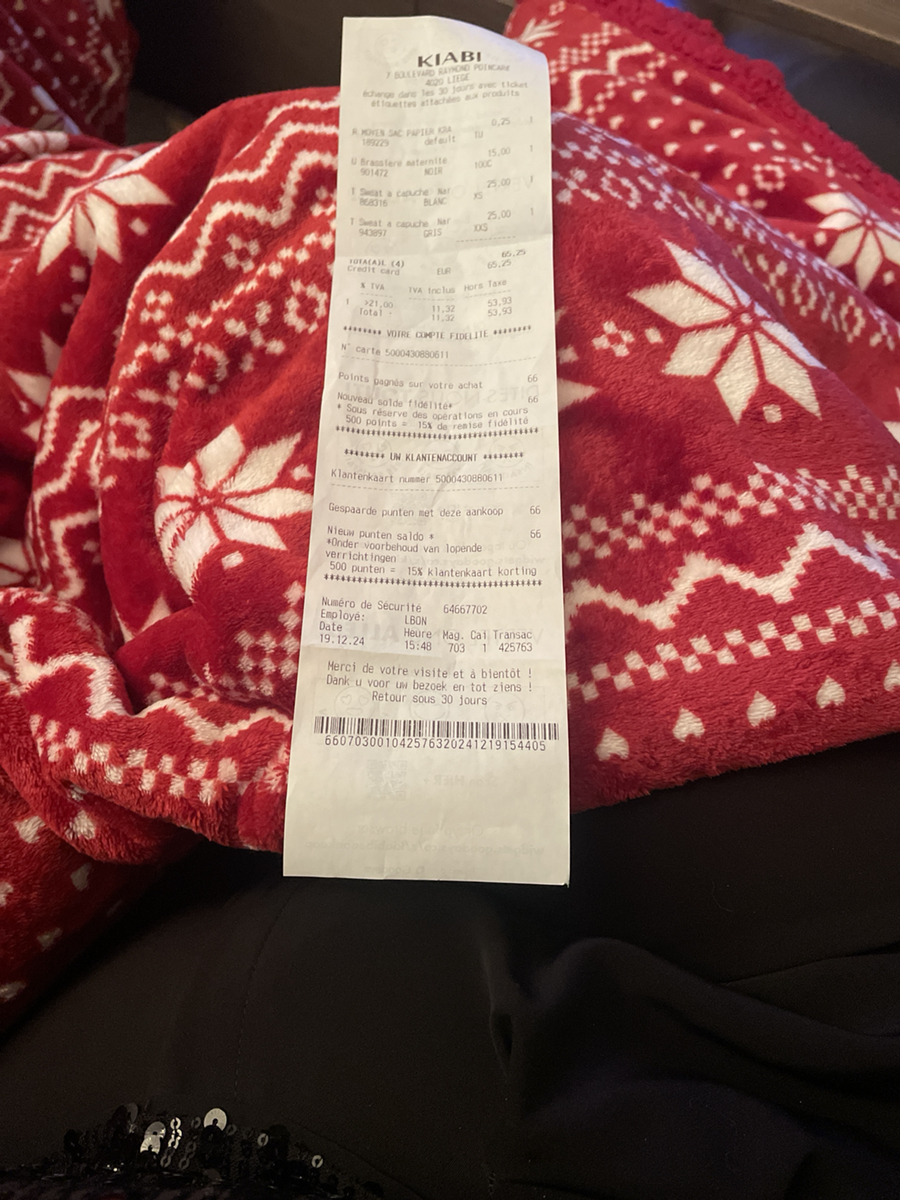 KIABI
7 BOULEVARD RAYMOND POINCARE
4020 LIEGE
échange dans les 30 jours avec ticket
étiquettes attachées aux produits
0,25 1
R MOYEN SAC PAPIER KRA TU
189229 default
15,00 1
U Brassiere maternite 100C
901472 NOIR
25,00 1
T Sweat a capuche Naf XS
868316 BLANC
25,00 1
T Sweat a capuche Naf XXS
943897 GRIS
65,25
TOTA(A)L (4) 65,25
Credit card EUR
% TVA TVA inclus Hors Taxe
1 >21,00 11,32 53,93
Total : 11,32 53,93
******** VOTRE COMPTE FIDELITE ********
N° carte 5000430880611
Points gagnés sur votre achat 66
Nouveau solde fidélité* 66
* Sous réserve des opérations en cours
500 points = 15% de remise fidélité
******** UW KLANTENACCOUNT ********
Klantenkaart nummer 5000430880611
Gespaarde punten met deze aankoop 66
Nieuw punten saldo * 66
*Onder voorbehoud van lopende
verrichtingen
500 punten = 15% klantenkaart korting
Numéro de Sécurité 64667702
Employé: LBON
Date Heure Mag. Cai Transac
19.12.24 15:48 703 1 425763
Merci de votre visite et à bientôt !
Dank u voor uw bezoek en tot ziens !
Retour sous 30 jours
660703001042576320241219154405